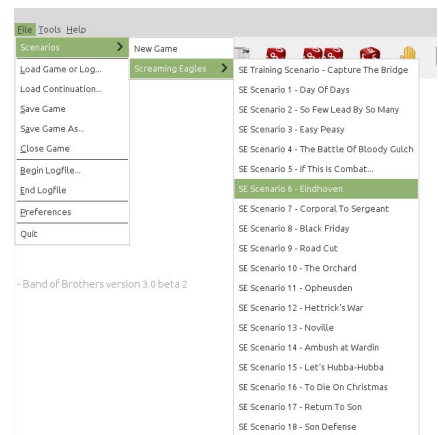 File Tools Help
Scenarios
Load Game or Log...
Load Continuation...
Save Game
Save Game As...
Close Game
Begin Logfile...
End Logfile
Preferences
Quit
New Game
Screaming Eagles
SE Training Scenario - Capture The Bridge
SE Scenario 1 - Day Of Days
SE Scenario 2 - So Few Lead By So Many
SE Scenario 3 - Easy Peasy
SE Scenario 4 - The Battle Of Bloody Gulch
SE Scenario 5 - If This Is Combat...
SE Scenario 6 - Eindhoven
SE Scenario 7 - Corporal To Sergeant
SE Scenario 8 - Black Friday
SE Scenario 9 - Road Cut
SE Scenario 10 - The Orchard
SE Scenario 11 - Opheusden
SE Scenario 12 - Hettrick's War
SE Scenario 13 - Noville
SE Scenario 14 - Ambush at Wardin
SE Scenario 15 - Let's Hubba-Hubba
SE Scenario 16 - To Die On Christmas
SE Scenario 17 - Return To Son
SE Scenario 18 - Son Defense
- Band of Brothers version 3.0 beta 2